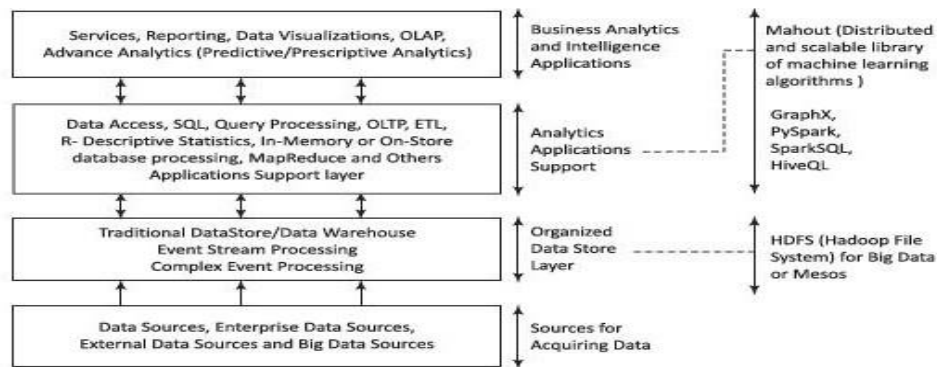 Services, Reporting, Data Visualizations, OLAP,
Advance Analytics (Predictive/Prescriptive Analytics)
Business Analytics
and Intelligence
Applications
Mahout (Distributed
and scalable library
of machine learning
algorithms )
GraphX,
PySpark,
SparkSQL,
HiveQL
Data Access, SQL, Query Processing, OLTP, ETL,
R- Descriptive Statistics, In-Memory or On-Store
database processing, MapReduce and Others
Applications Support layer
Analytics
Applications
Support
Traditional DataStore/Data Warehouse
Event Stream Processing
Complex Event Processing
Organized
Data Store
Layer
HDFS (Hadoop File
System) for Big Data
or Mesos
Data Sources, Enterprise Data Sources,
External Data Sources and Big Data Sources
Sources for
Acquiring Data